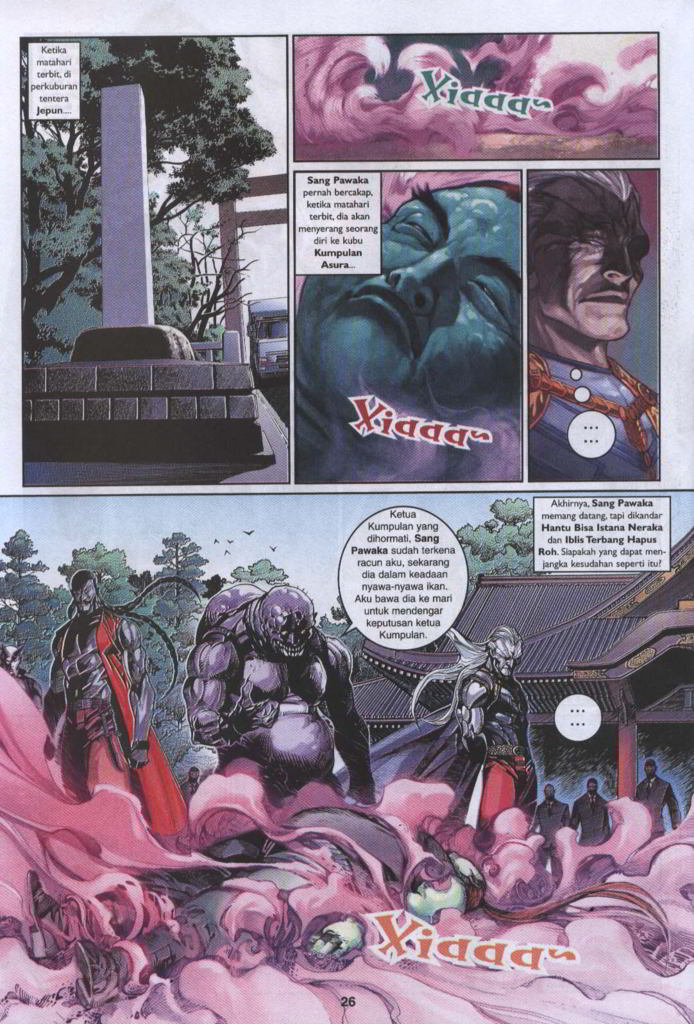 Ketika
matahari
terbit, di
perkuburan
tentera
Jepun....
Xiaaa~
Sang Pawaka
pernah bercakap,
ketika matahari
terbit, dia akan
menyerang seorang
diri ke kubu
Kumpulan
Asura...
Xiaaa~
...
...
Ketua
Kumpulan yang
dihormati, Sang
Pawaka sudah terkena
racun aku, sekarang
dia dalam keadaan
nyawa-nyawa ikan.
Aku bawa dia ke mari
untuk mendengar
keputusan ketua
Kumpulan.
Akhirnya, Sang Pawaka
memang datang, tapi dikandar
Hantu Bisa Istana Neraka
dan Iblis Terbang Hapus
Roh. Siapakah yang dapat men-
jangka kesudahan seperti itu?
...
...
Xiaaa~
26